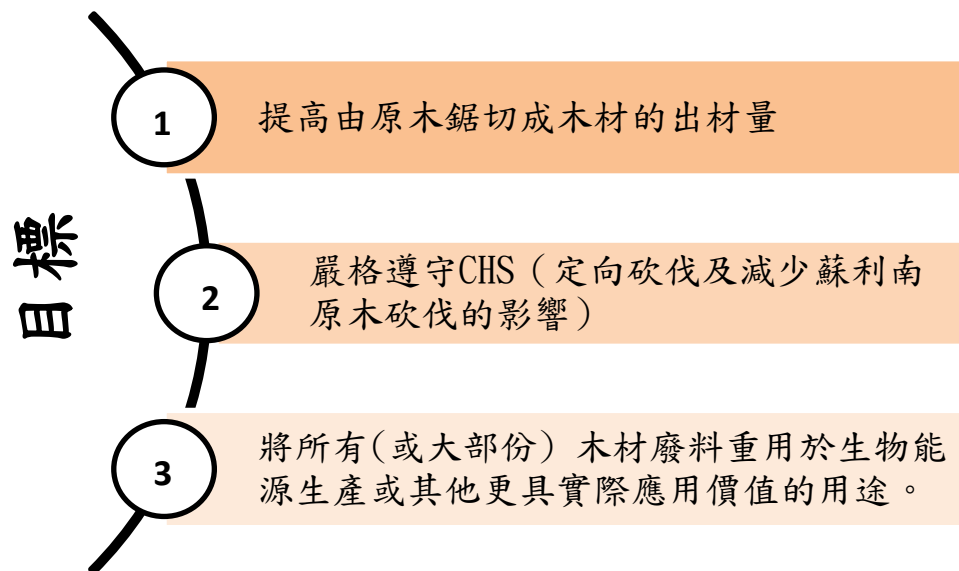 目標
1
提高由原木鋸切成木材的出材量
2
嚴格遵守CHS（定向砍伐及減少蘇利南
原木砍伐的影響）
3
將所有(或大部份) 木材廢料重用於生物能
源生產或其他更具實際應用價值的用途。